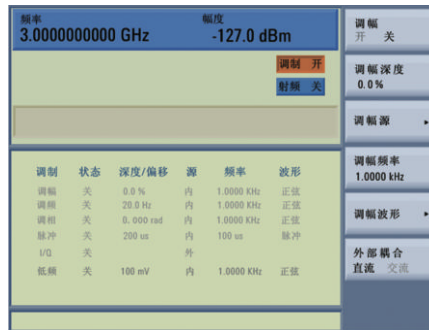 频率 幅度
3.0000000000 GHz -127.0 dBm
调制 开
射频 关
调制 状态 深度/偏移 源 频率 波形
调幅 关 0.0 % 内 1.0000 KHz 正弦
调频 关 20.0 Hz 内 1.0000 KHz 正弦
调相 关 0.000 rad 内 1.0000 KHz 正弦
脉冲 关 200 us 内 100 us 脉冲
I/Q 关 外
低频 关 100 mV 内 1.0000 KHz 正弦
调幅
开 关
调幅深度
0.0 %
调幅源
调幅频率
1.0000 kHz
调幅波形
外部耦合
直流 交流